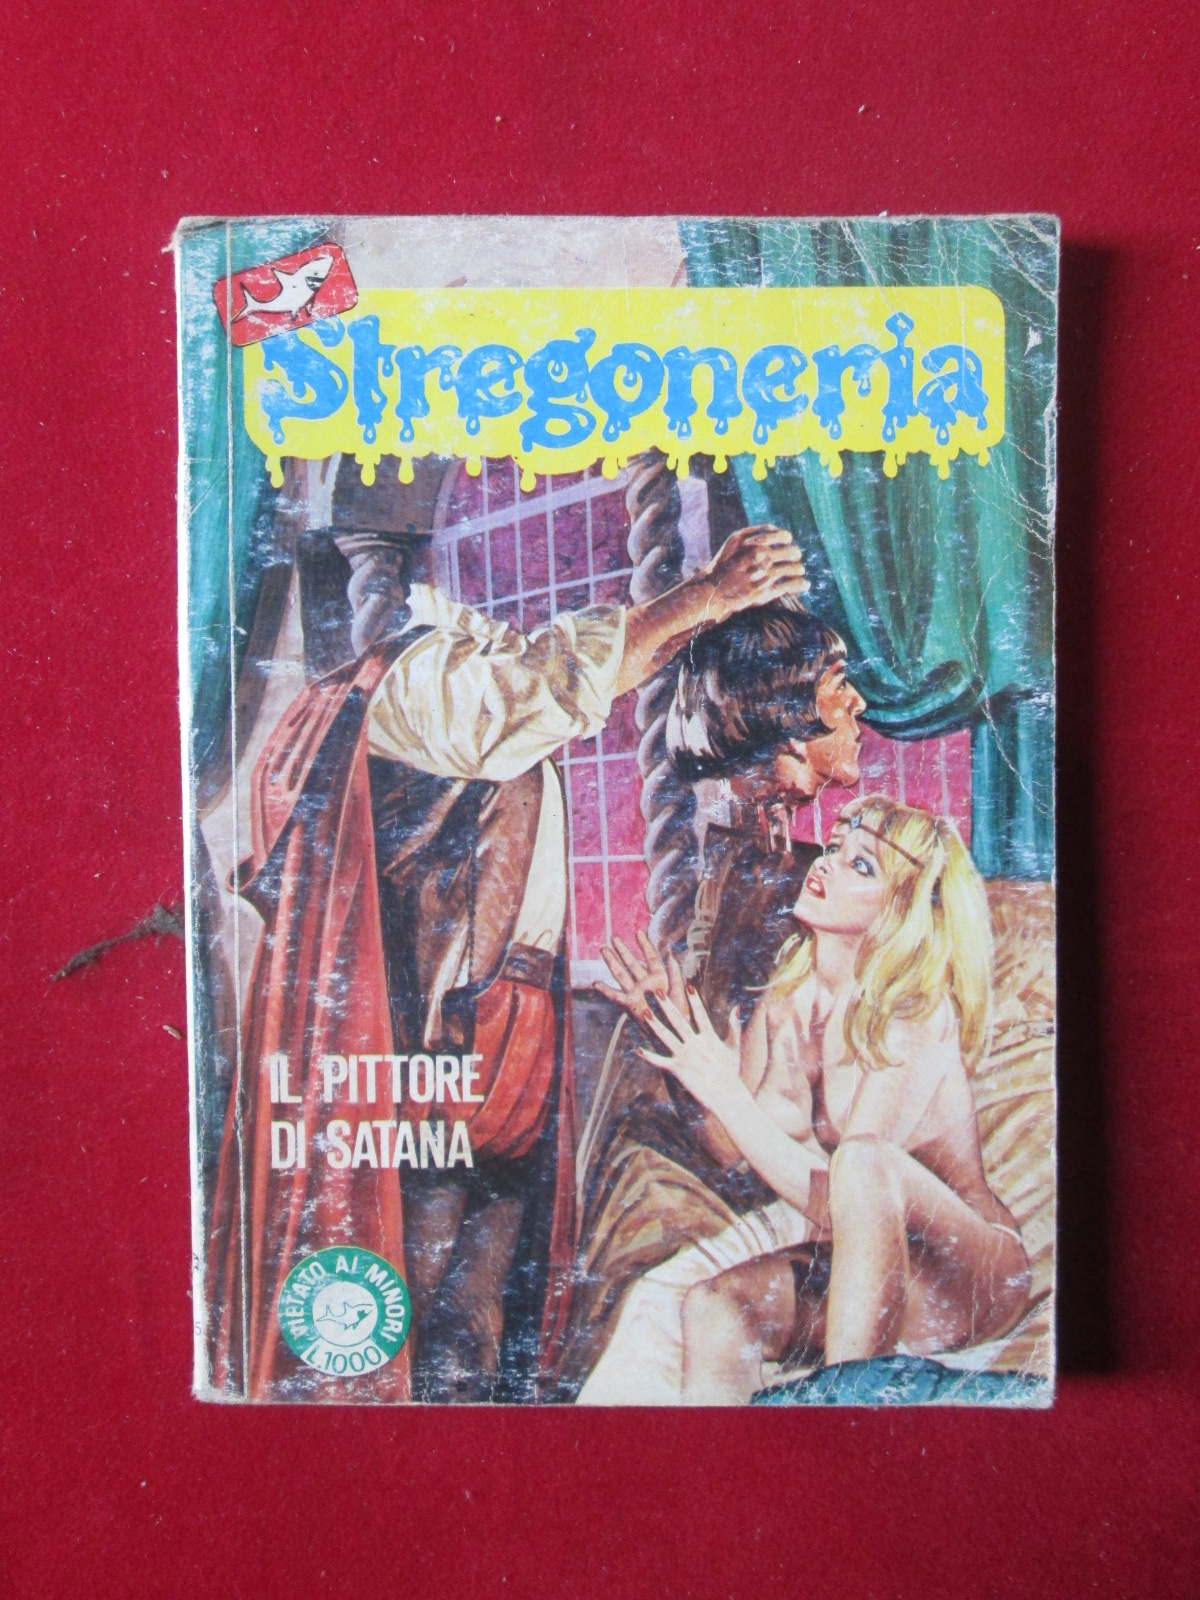 Stregoneria
IL PITTORE
DI SATANA
VIETATO AI MINORI
L.1000